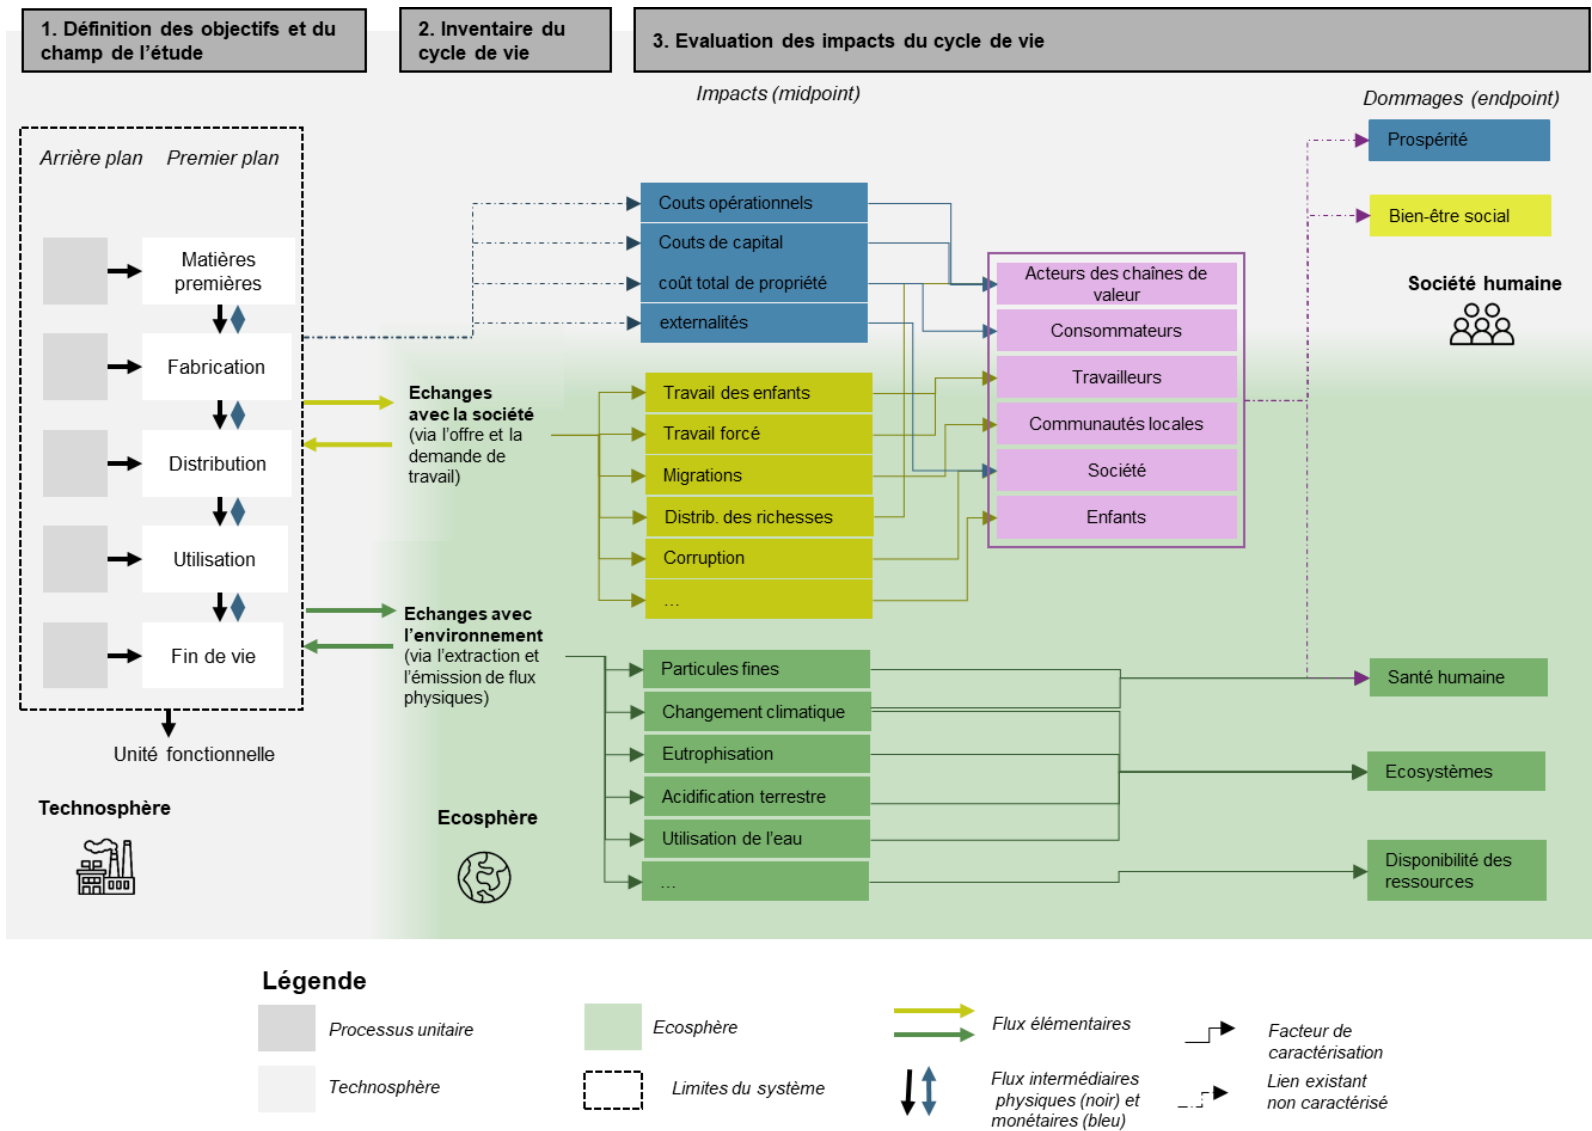 1. Définition des objectifs et du
champ de l’étude
2. Inventaire du
cycle de vie
3. Evaluation des impacts du cycle de vie
Impacts (midpoint)
Dommages (endpoint)
Arrière plan
Premier plan
Matières
premières
Fabrication
Distribution
Utilisation
Fin de vie
Unité fonctionnelle
Technosphère
Echanges
avec la société
(via l’offre et la
demande de
travail)
Echanges avec
l’environnement
(via l’extraction et
l’émission de flux
physiques)
Ecosphère
Couts opérationnels
Couts de capital
coût total de propriété
externalités
Travail des enfants
Travail forcé
Migrations
Distrib. des richesses
Corruption
...
Particules fines
Changement climatique
Eutrophisation
Acidification terrestre
Utilisation de l’eau
...
Acteurs des chaînes de
valeur
Consommateurs
Travailleurs
Communautés locales
Société
Enfants
Prospérité
Bien-être social
Société humaine
Santé humaine
Ecosystèmes
Disponibilité des
ressources
Légende
Processus unitaire
Technosphère
Ecosphère
Limites du système
Flux élémentaires
Flux intermédiaires
physiques (noir) et
monétaires (bleu)
Facteur de
caractérisation
Lien existant
non caractérisé